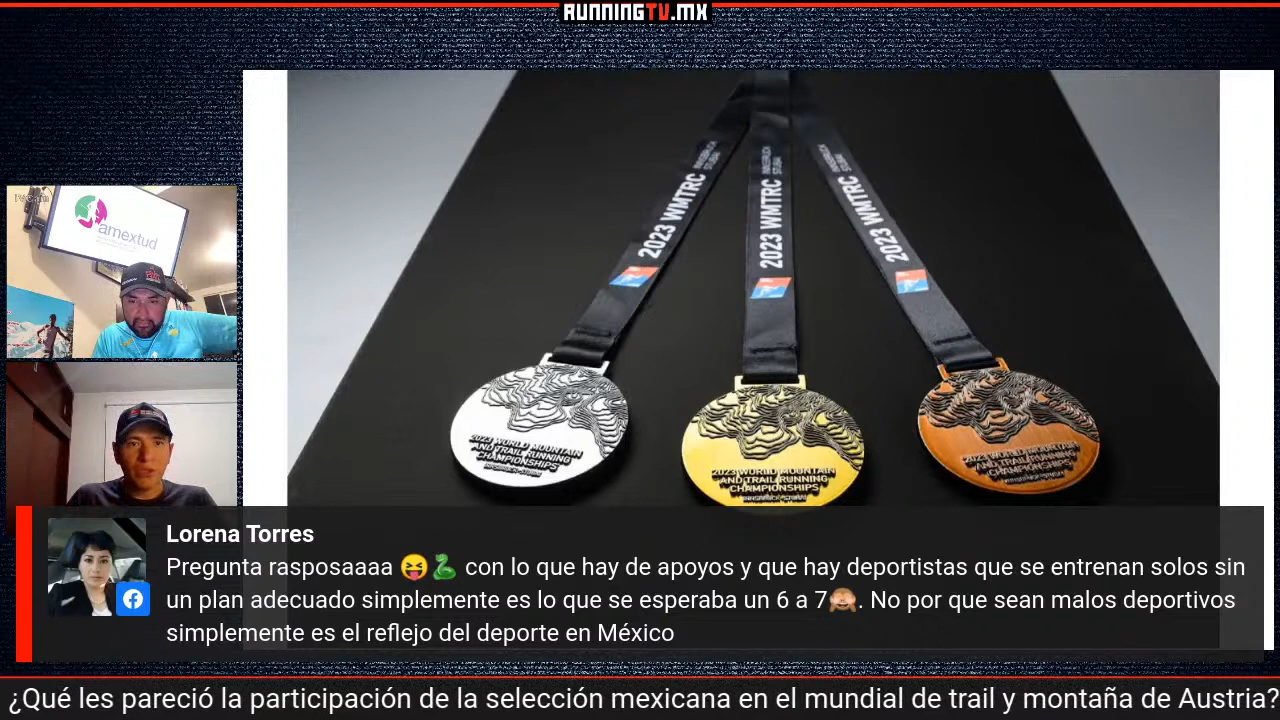 RUNNINGTV.MX
amextud
2023 WMTRC
2023 WMTRC
2023 WMTRC
2023 WORLD MOUNTAIN
AND TRAIL RUNNING
CHAMPIONSHIPS
2023 WORLD MOUNTAIN
AND TRAIL RUNNING
CHAMPIONSHIPS
2023 WORLD MOUNTAIN
AND TRAIL RUNNING
CHAMPIONSHIPS
Lorena Torres
Pregunta rasposaaaa 😝🐍 con lo que hay de apoyos y que hay deportistas que se entrenan solos sin
un plan adecuado simplemente es lo que se esperaba un 6 a 7🙈. No por que sean malos deportivos
simplemente es el reflejo del deporte en México
¿Qué les pareció la participación de la selección mexicana en el mundial de trail y montaña de Austria?